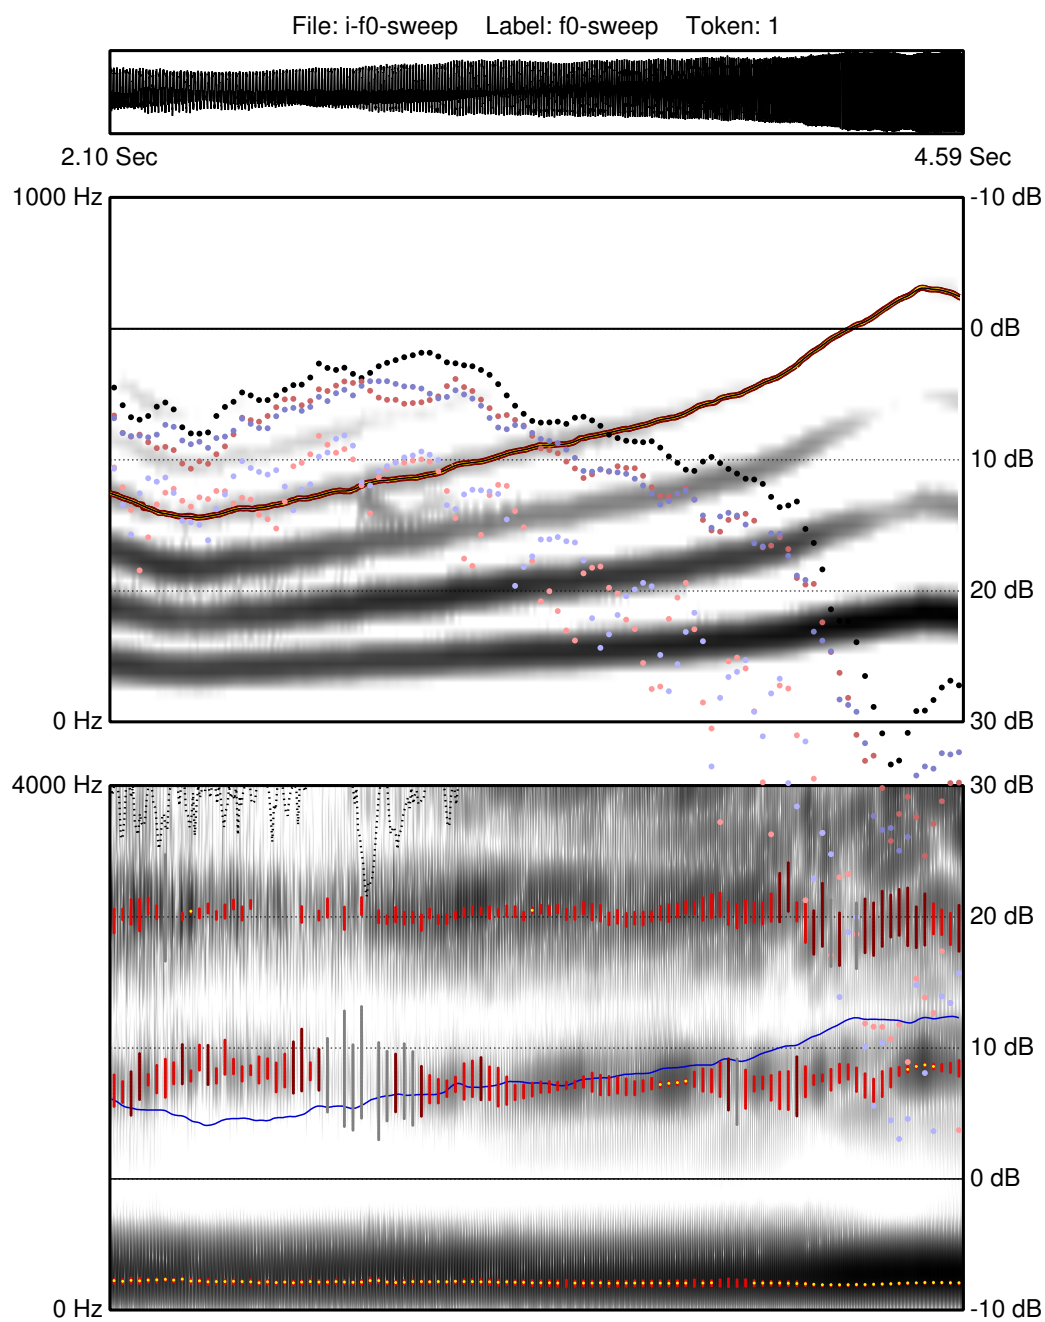 File: i-f0-sweep Label: f0-sweep Token: 1
2.10 Sec 4.59 Sec
1000 Hz -10 dB
0 dB
10 dB
20 dB
0 Hz 30 dB
4000 Hz 30 dB
20 dB
10 dB
0 dB
0 Hz -10 dB